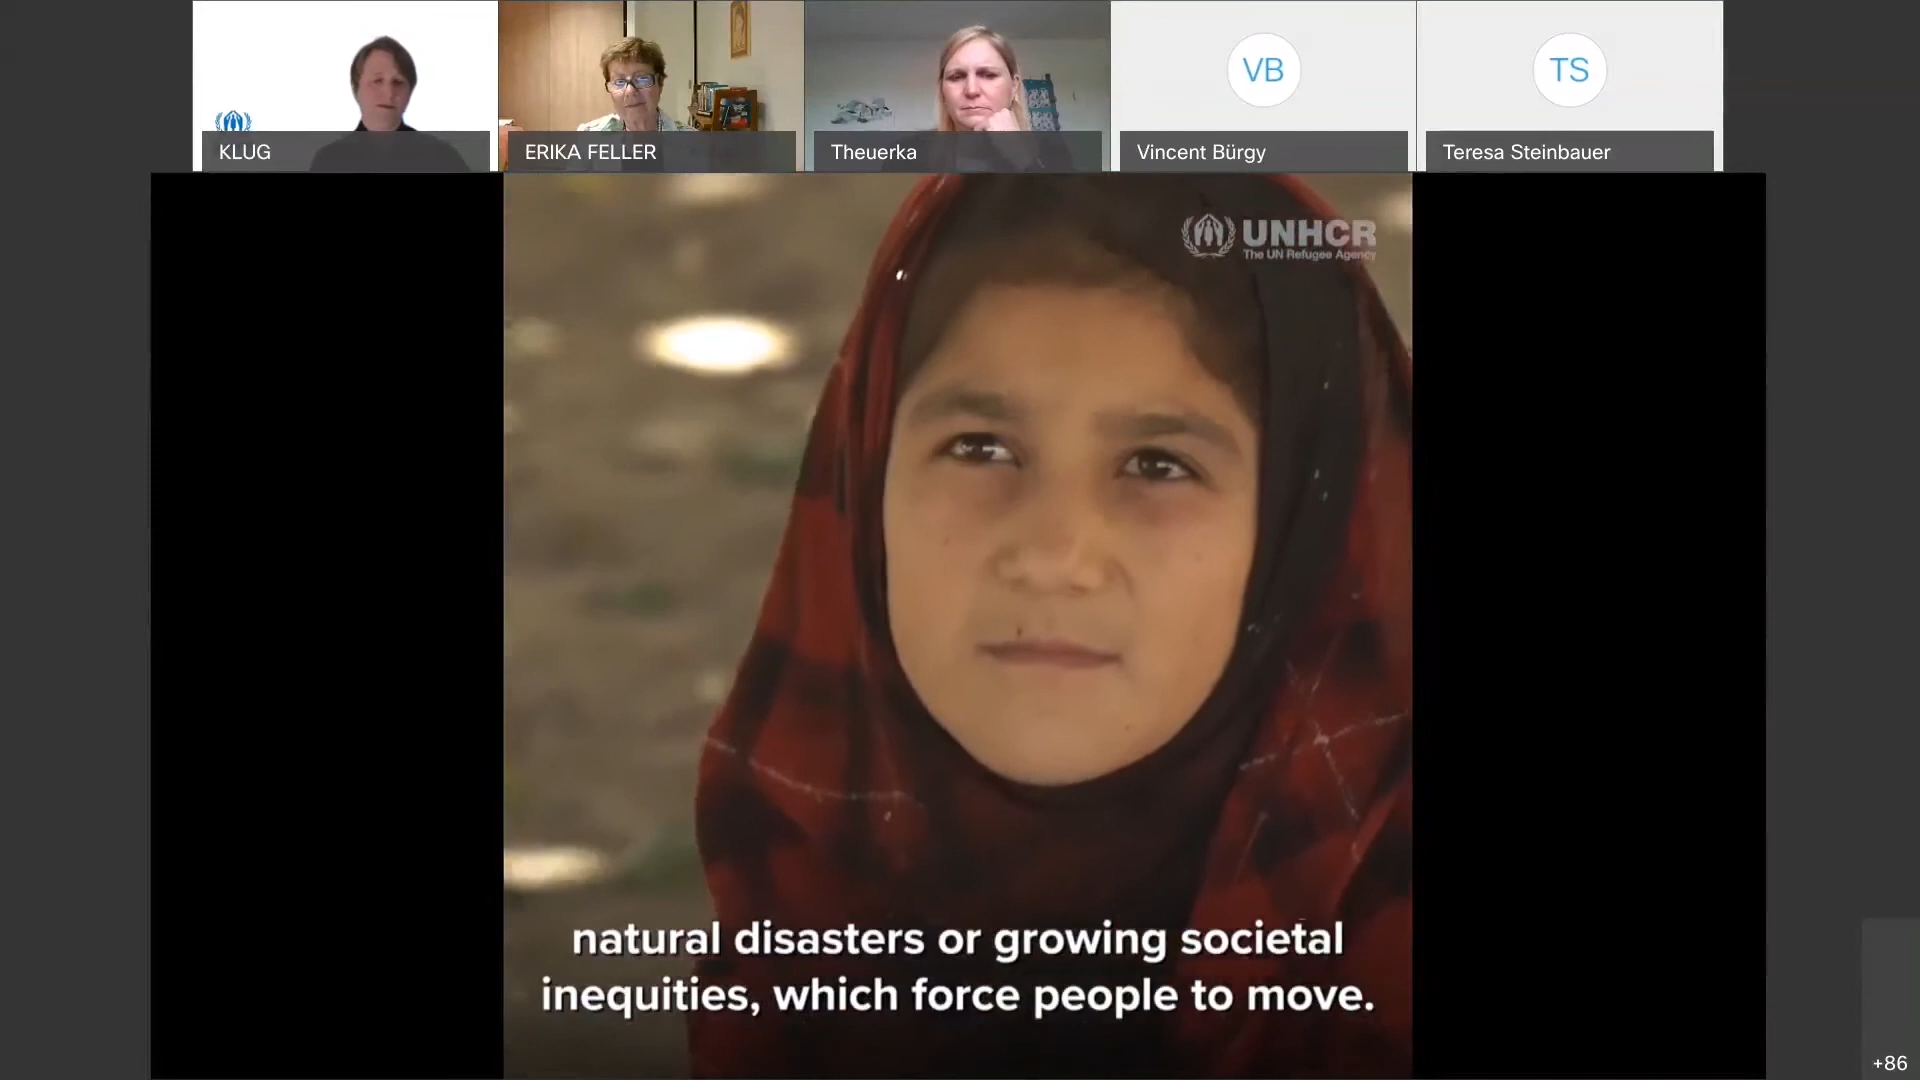 VB
TS
KLUG
ERIKA FELLER
Theuerka
Vincent Bürgy
Teresa Steinbauer
UNHCR
The UN Refugee Agency
natural disasters or growing societal
inequities, which force people to move.
+86